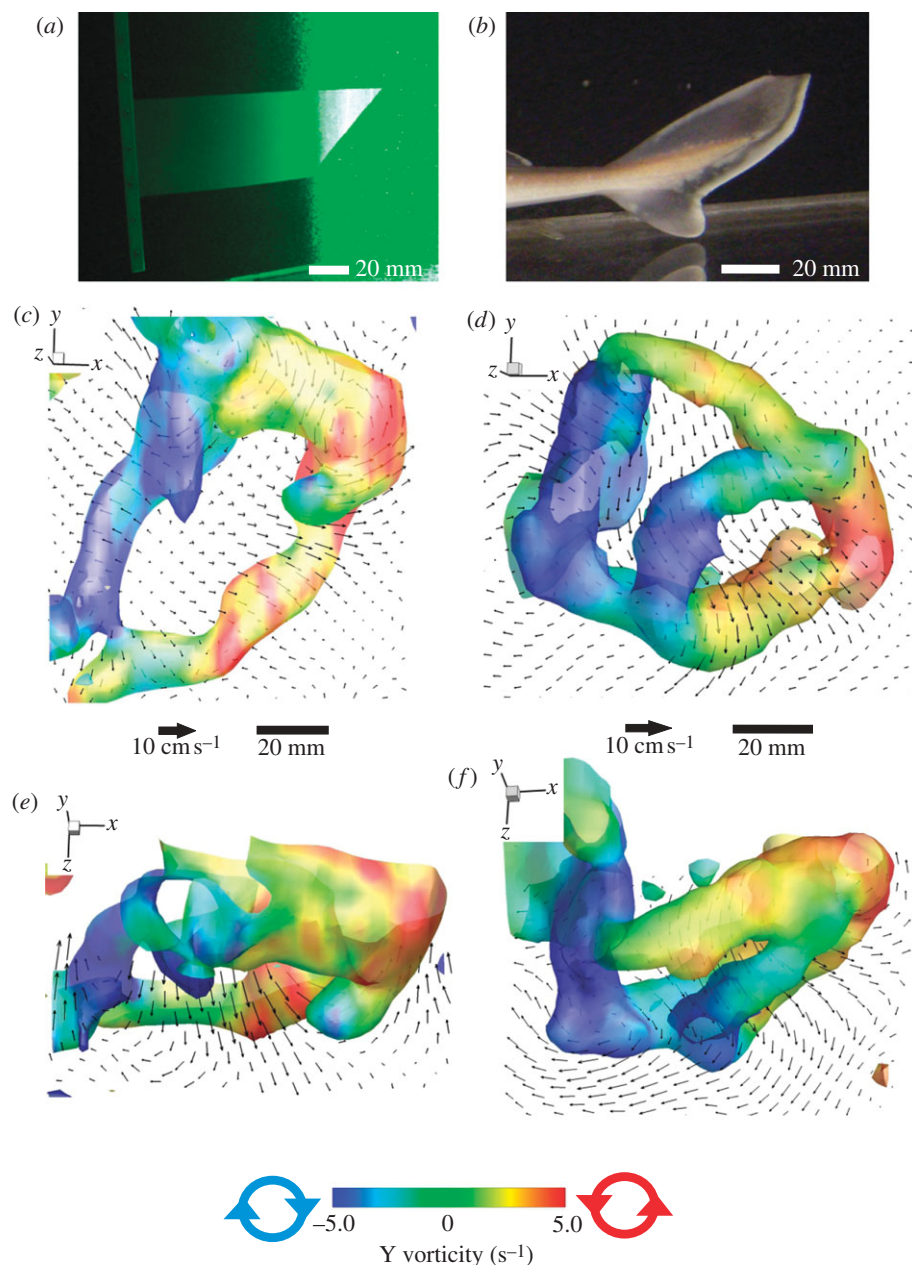 (a)
(b)
20 mm
20 mm
(c)
(d)
y
z
x
y
z
x
10 cm s⁻¹
20 mm
10 cm s⁻¹
20 mm
(e)
(f)
y
x
z
y
x
z
–5.0
0
5.0
Y vorticity (s⁻¹)